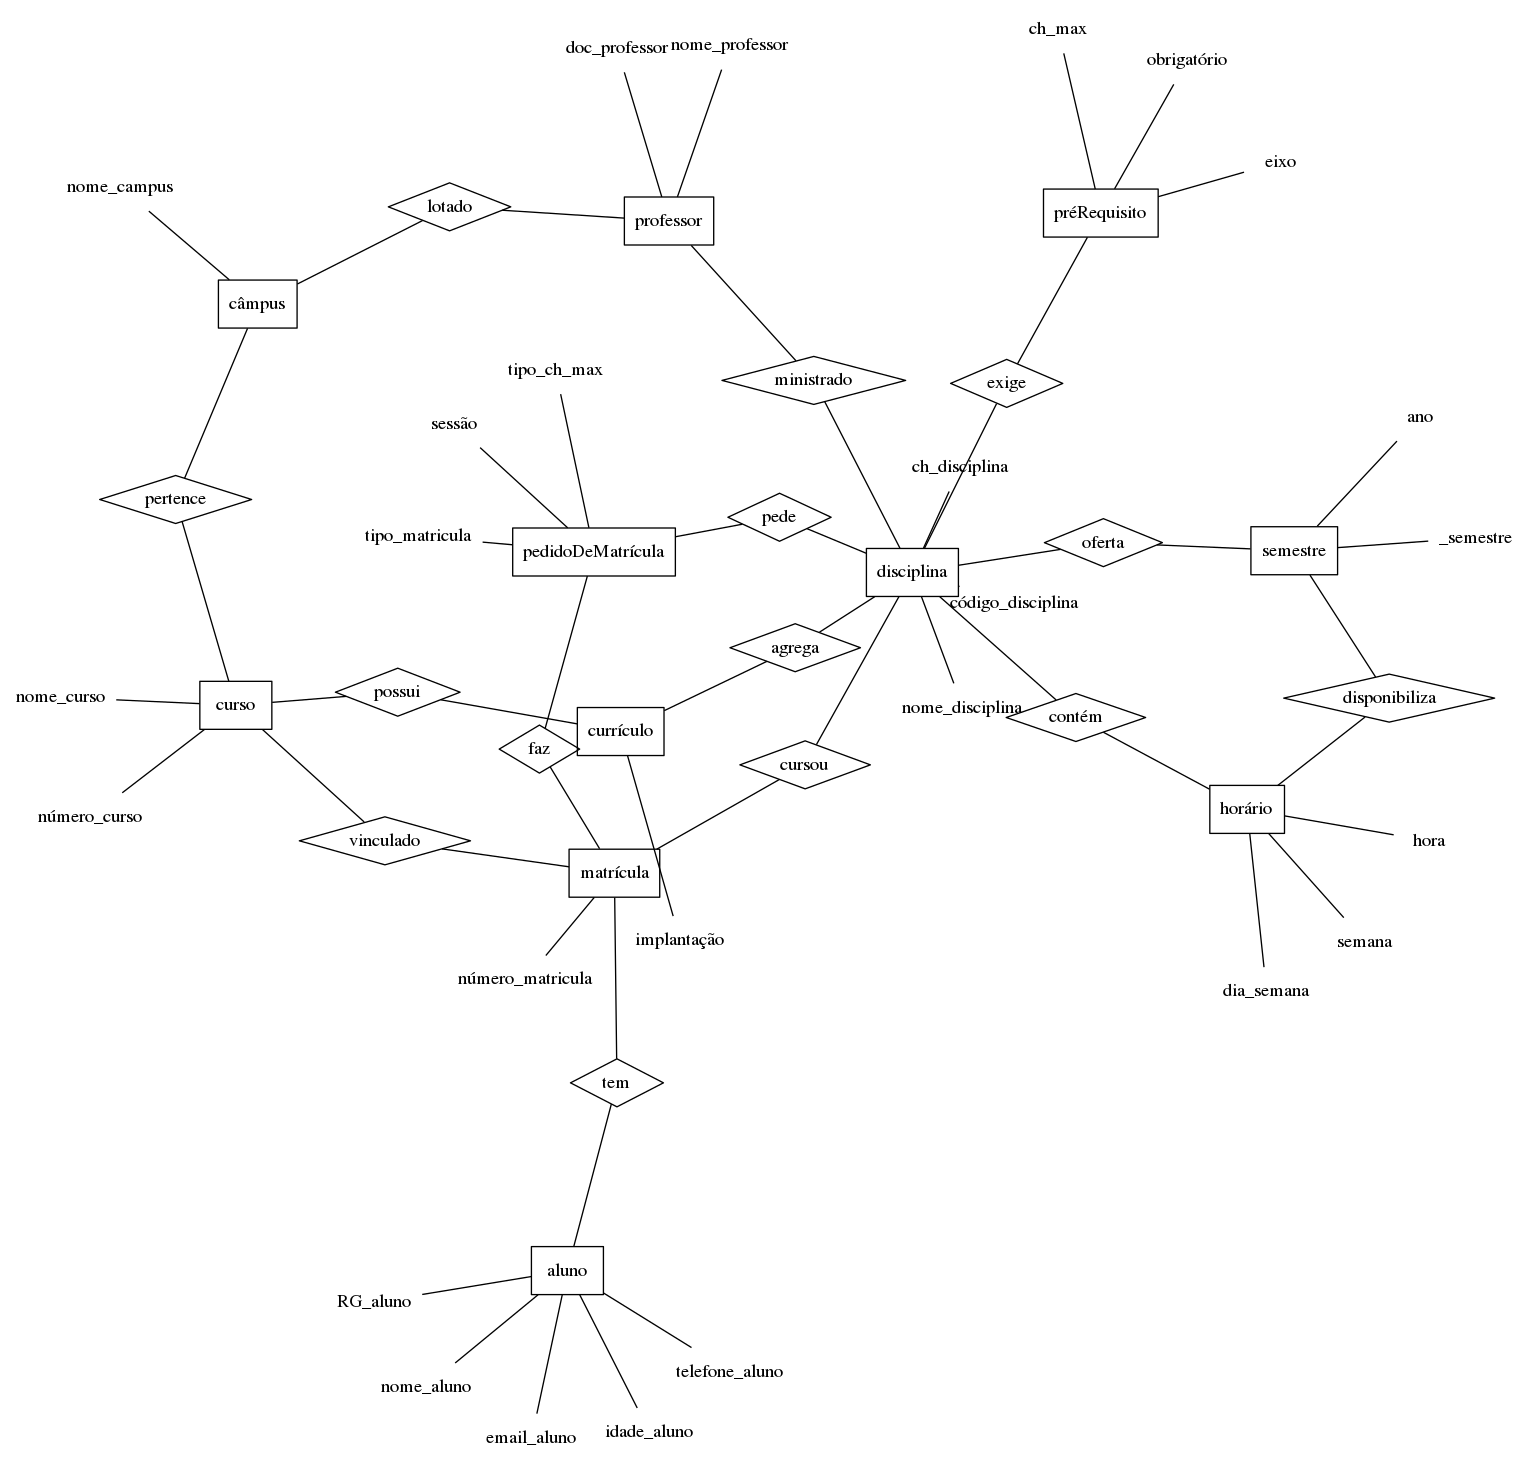 ch_max
doc_professor
nome_professor
obrigatório
eixo
nome_campus
lotado
professor
préRequisito
câmpus
tipo_ch_max
ministrado
exige
sessão
ano
ch_disciplina
pertence
pede
tipo_matricula
pedidoDeMatrícula
oferta
semestre
_semestre
disciplina
código_disciplina
agrega
nome_curso
curso
possui
nome_disciplina
disponibiliza
contém
currículo
faz
cursou
horário
número_curso
vinculado
hora
matrícula
implantação
semana
número_matricula
dia_semana
tem
aluno
RG_aluno
telefone_aluno
nome_aluno
idade_aluno
email_aluno